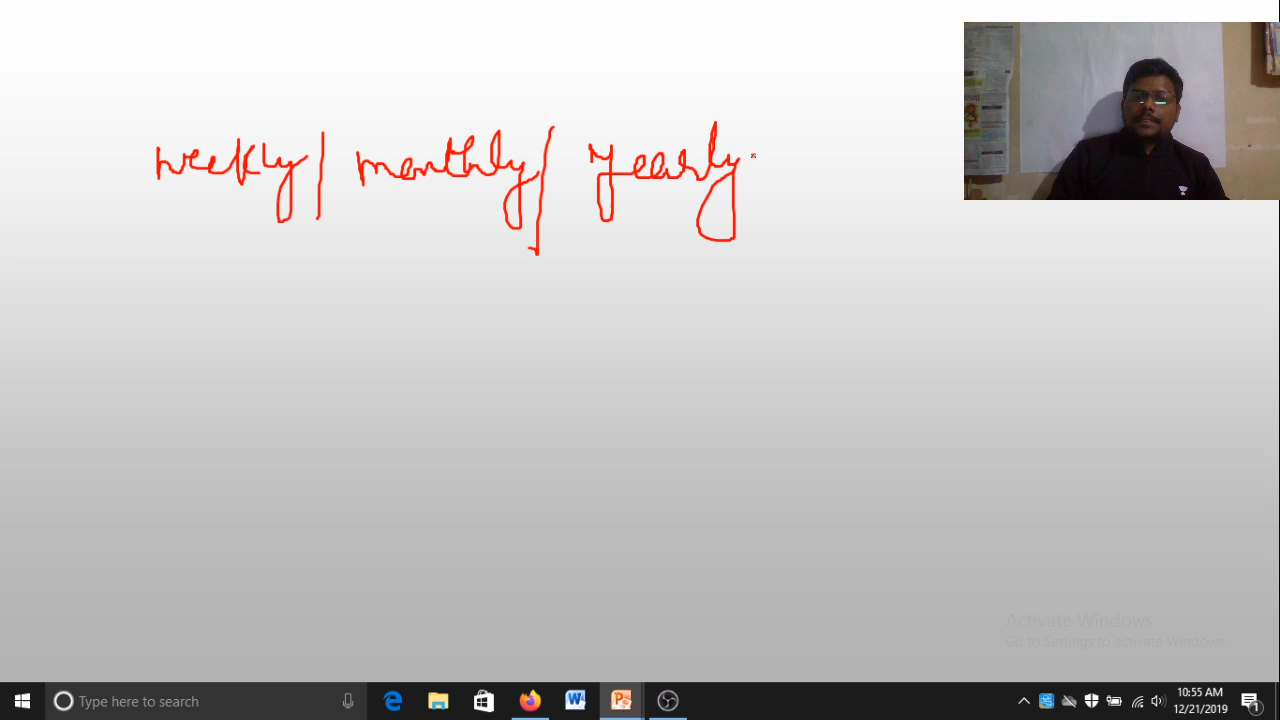 weekly / monthly / yearly
Activate Windows
Go to Settings to activate Windows.
Type here to search
10:55 AM
12/21/2019